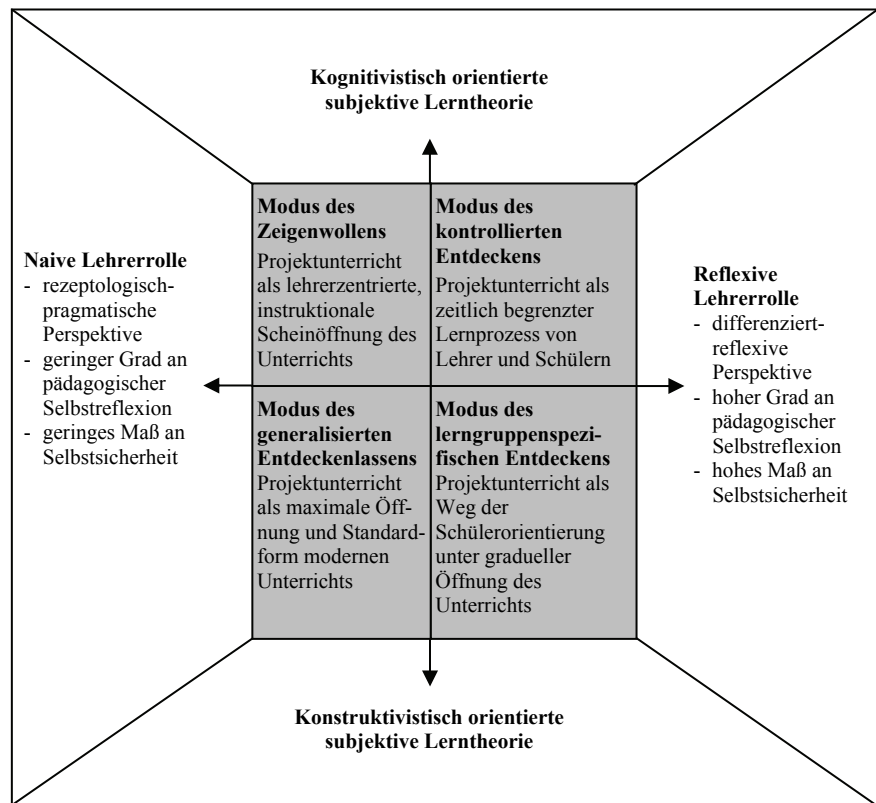 Kognitivistisch orientierte
subjektive Lerntheorie
Naive Lehrerrolle
- rezeptologisch-
pragmatische
Perspektive
- geringer Grad an
pädagogischer
Selbstreflexion
- geringes Maß an
Selbstsicherheit
Modus des
Zeigenwollens
Projektunterricht
als lehrerzentrierte,
instruktionale
Scheinöffnung des
Unterrichts
Modus des
kontrollierten
Entdeckens
Projektunterricht als
zeitlich begrenzter
Lernprozess von
Lehrer und Schülern
Modus des
generalisierten
Entdeckenlassens
Projektunterricht
als maximale Öff-
nung und Standard-
form modernen
Unterrichts
Modus des
lerngruppenspezi-
fischen Entdeckens
Projektunterricht als
Weg der
Schülerorientierung
unter gradueller
Öffnung des
Unterrichts
Reflexive
Lehrerrolle
- differenziert-
reflexive
Perspektive
- hoher Grad an
pädagogischer
Selbstreflexion
- hohes Maß an
Selbstsicherheit
Konstruktivistisch orientierte
subjektive Lerntheorie